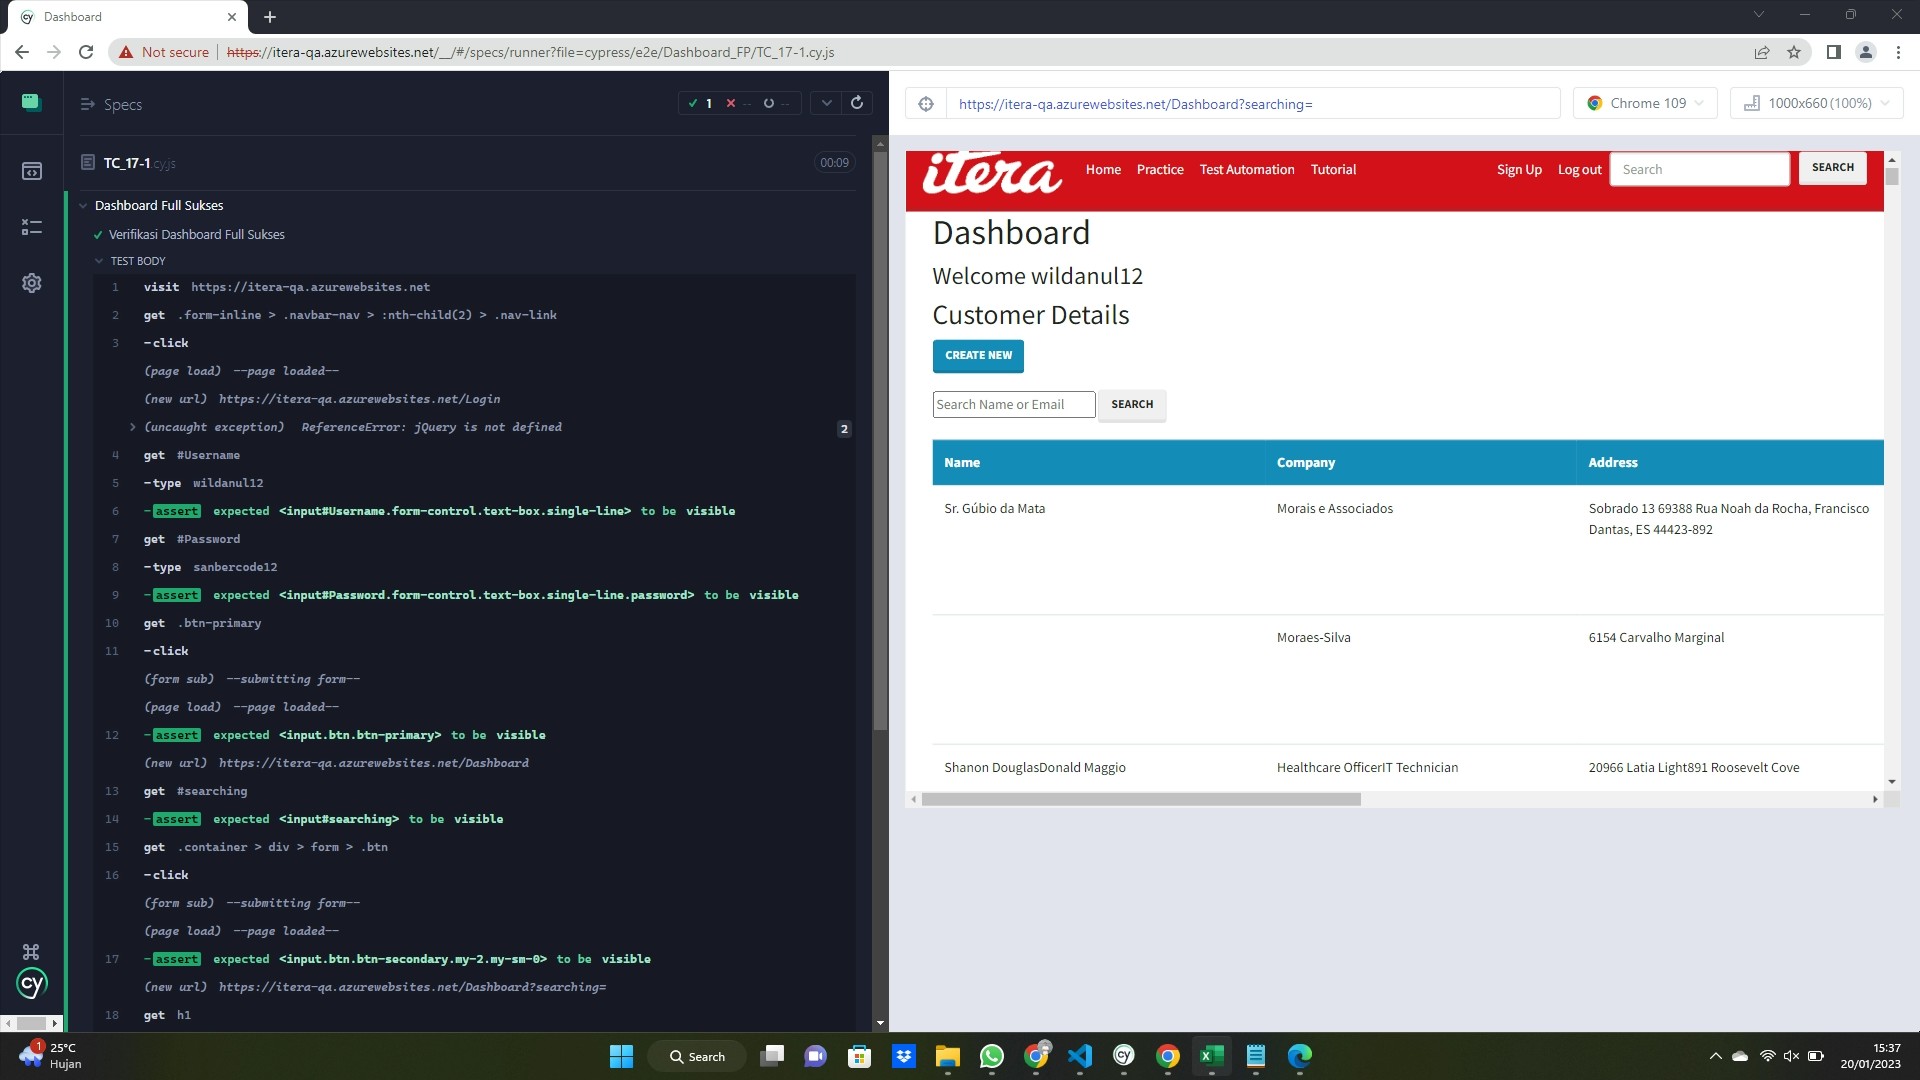 Dashboard
Not secure https://itera-qa.azurewebsites.net/__/#/specs/runner?file=cypress/e2e/Dashboard_FP/TC_17-1.cy.js
Specs
1 -- --
TC_17-1.cy.js 00:09
Dashboard Full Sukses
Verifikasi Dashboard Full Sukses
TEST BODY
1 visit https://itera-qa.azurewebsites.net
2 get .form-inline > .navbar-nav > :nth-child(2) > .nav-link
3 -click
(page load) --page loaded--
(new url) https://itera-qa.azurewebsites.net/Login
(uncaught exception) ReferenceError: jQuery is not defined 2
4 get #Username
5 -type wildanul12
6 -assert expected <input#Username.form-control.text-box.single-line> to be visible
7 get #Password
8 -type sanbercode12
9 -assert expected <input#Password.form-control.text-box.single-line.password> to be visible
10 get .btn-primary
11 -click
(form sub) --submitting form--
(page load) --page loaded--
12 -assert expected <input.btn.btn-primary> to be visible
(new url) https://itera-qa.azurewebsites.net/Dashboard
13 get #searching
14 -assert expected <input#searching> to be visible
15 get .container > div > form > .btn
16 -click
(form sub) --submitting form--
(page load) --page loaded--
17 -assert expected <input.btn.btn-secondary.my-2.my-sm-0> to be visible
(new url) https://itera-qa.azurewebsites.net/Dashboard?searching=
18 get h1
cy
https://itera-qa.azurewebsites.net/Dashboard?searching= Chrome 109 1000x660 (100%)
itera Home Practice Test Automation Tutorial Sign Up Log out Search SEARCH
Dashboard
Welcome wildanul12
Customer Details
CREATE NEW
Search Name or Email SEARCH
Name Company Address
Sr. Gúbio da Mata Morais e Associados Sobrado 13 69388 Rua Noah da Rocha, Francisco
Dantas, ES 44423-892
Moraes-Silva 6154 Carvalho Marginal
Shanon DouglasDonald Maggio Healthcare OfficerIT Technician 20966 Latia Light891 Roosevelt Cove
1 25°C
Hujan
Search
15:37
20/01/2023